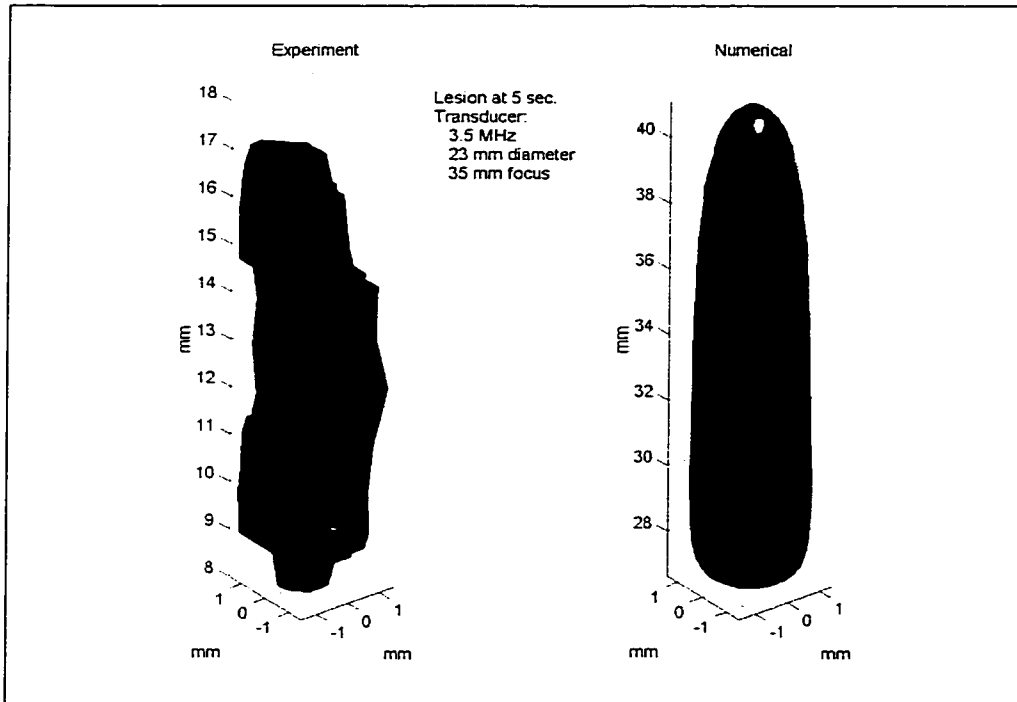 Experiment
Numerical
Lesion at 5 sec.
Transducer:
3.5 MHz
23 mm diameter
35 mm focus
18
17
16
15
14
13
12
11
10
9
8
mm
1
0
-1
-1
0
1
mm
mm
40
38
36
34
32
30
28
mm
1
0
-1
-1
0
1
mm
mm